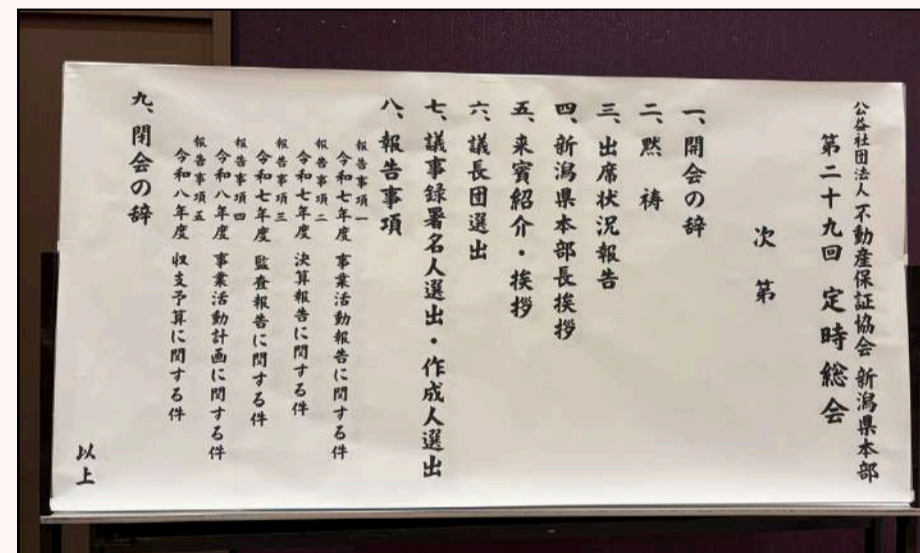 公益社団法人 不動産保証協会 新潟県本部
第二十九回 定時総会
次 第
一、開会の辞
二、黙 祷
三、出席状況報告
四、新潟県本部長挨拶
五、来賓紹介・挨拶
六、議長団選出
七、議事録署名人選出・作成人選出
八、報告事項
報告事項一
令和七年度 事業活動報告に関する件
報告事項二
令和七年度 決算報告に関する件
報告事項三
令和七年度 監査報告に関する件
報告事項四
令和八年度 事業活動計画に関する件
報告事項五
令和八年度 収支予算に関する件
九、閉会の辞
以上